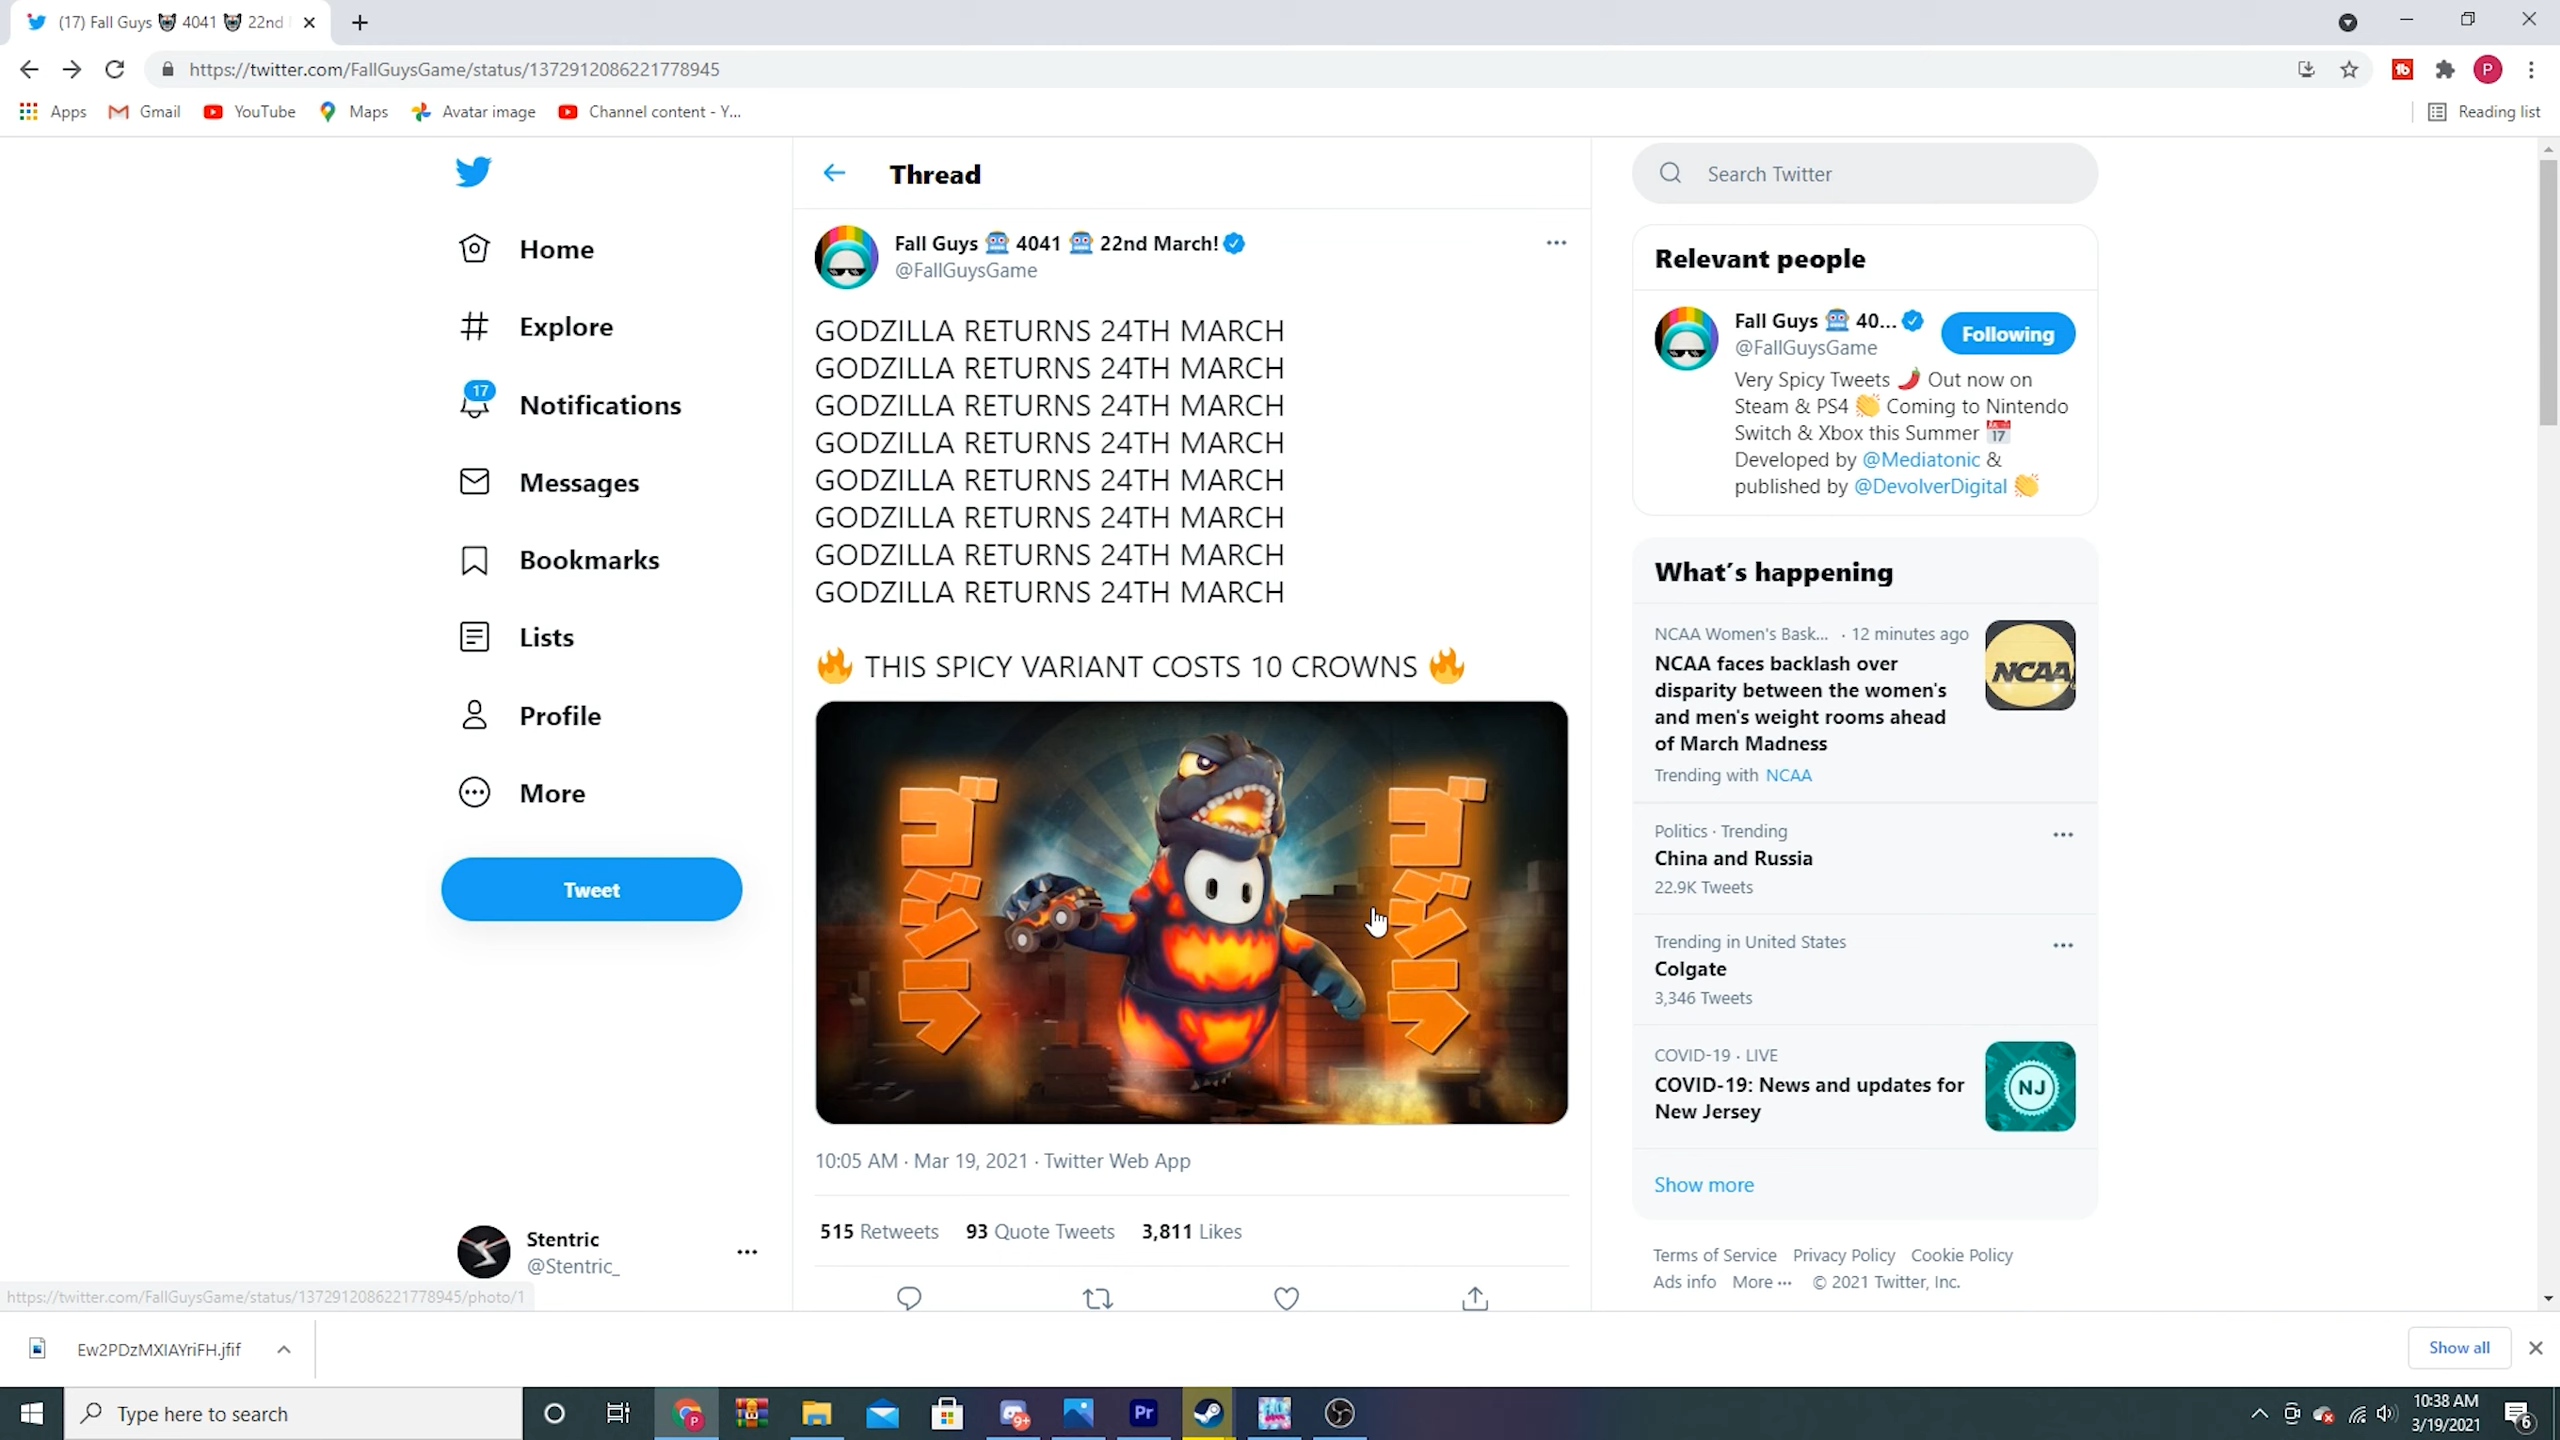 (17) Fall Guys 👹 4041 👹 22nd
https://twitter.com/FallGuysGame/status/1372912086221778945
Apps
Gmail
YouTube
Maps
Avatar image
Channel content - Y...
Reading list
Home
Explore
17
Notifications
Messages
Bookmarks
Lists
Profile
More
Tweet
Stentric
@Stentric_
Thread
Fall Guys 🤖 4041 🤖 22nd March!
@FallGuysGame
GODZILLA RETURNS 24TH MARCH
GODZILLA RETURNS 24TH MARCH
GODZILLA RETURNS 24TH MARCH
GODZILLA RETURNS 24TH MARCH
GODZILLA RETURNS 24TH MARCH
GODZILLA RETURNS 24TH MARCH
GODZILLA RETURNS 24TH MARCH
GODZILLA RETURNS 24TH MARCH
🔥 THIS SPICY VARIANT COSTS 10 CROWNS 🔥
ゴジラ
ゴジラ
10:05 AM · Mar 19, 2021 · Twitter Web App
515 Retweets 93 Quote Tweets 3,811 Likes
Search Twitter
Relevant people
Fall Guys 🤖 40...
@FallGuysGame
Following
Very Spicy Tweets 🌶️ Out now on
Steam & PS4 👏 Coming to Nintendo
Switch & Xbox this Summer 📅
Developed by @Mediatonic &
published by @DevolverDigital 👏
What's happening
NCAA Women's Bask... · 12 minutes ago
NCAA faces backlash over
disparity between the women's
and men's weight rooms ahead
of March Madness
Trending with NCAA
NCAA
Politics · Trending
China and Russia
22.9K Tweets
Trending in United States
Colgate
3,346 Tweets
COVID-19 · LIVE
COVID-19: News and updates for
New Jersey
NJ
Show more
Terms of Service Privacy Policy Cookie Policy
Ads info More ··· © 2021 Twitter, Inc.
https://twitter.com/FallGuysGame/status/1372912086221778945/photo/1
Ew2PDzMXIAYriFH.jfif
Show all
Type here to search
P
9+
Pr
10:38 AM
3/19/2021
6